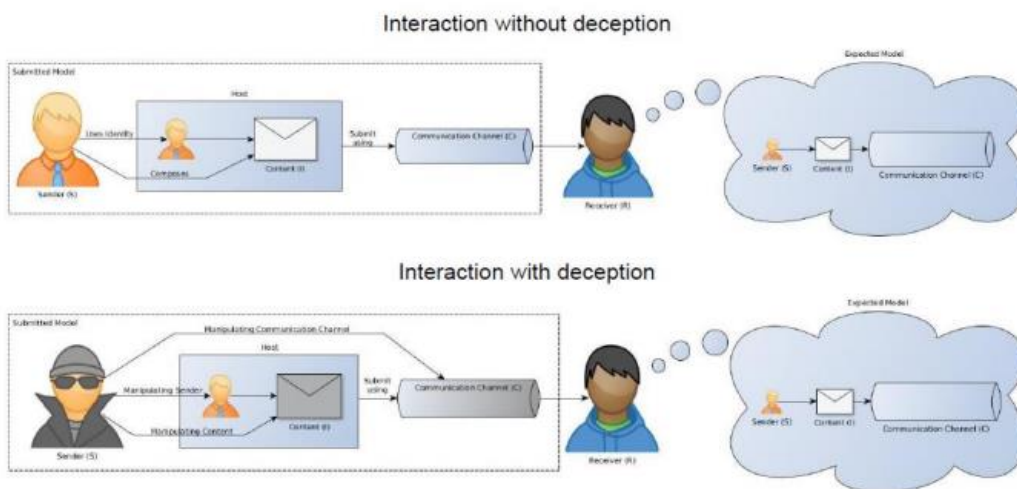 Interaction without deception
Submitted Model
Expected Model
Host
Uses Identity
Submit
using
Communication Channel (C)
Composes
Content (I)
Sender (S)
Receiver (R)
Sender (S)
Content (I)
Communication Channel (C)
Interaction with deception
Submitted Model
Expected Model
Manipulating Communication Channel
Host
Manipulating Sender
Submit
using
Communication Channel (C)
Manipulating Content
Content (I)
Sender (S)
Receiver (R)
Sender (S)
Content (I)
Communication Channel (C)